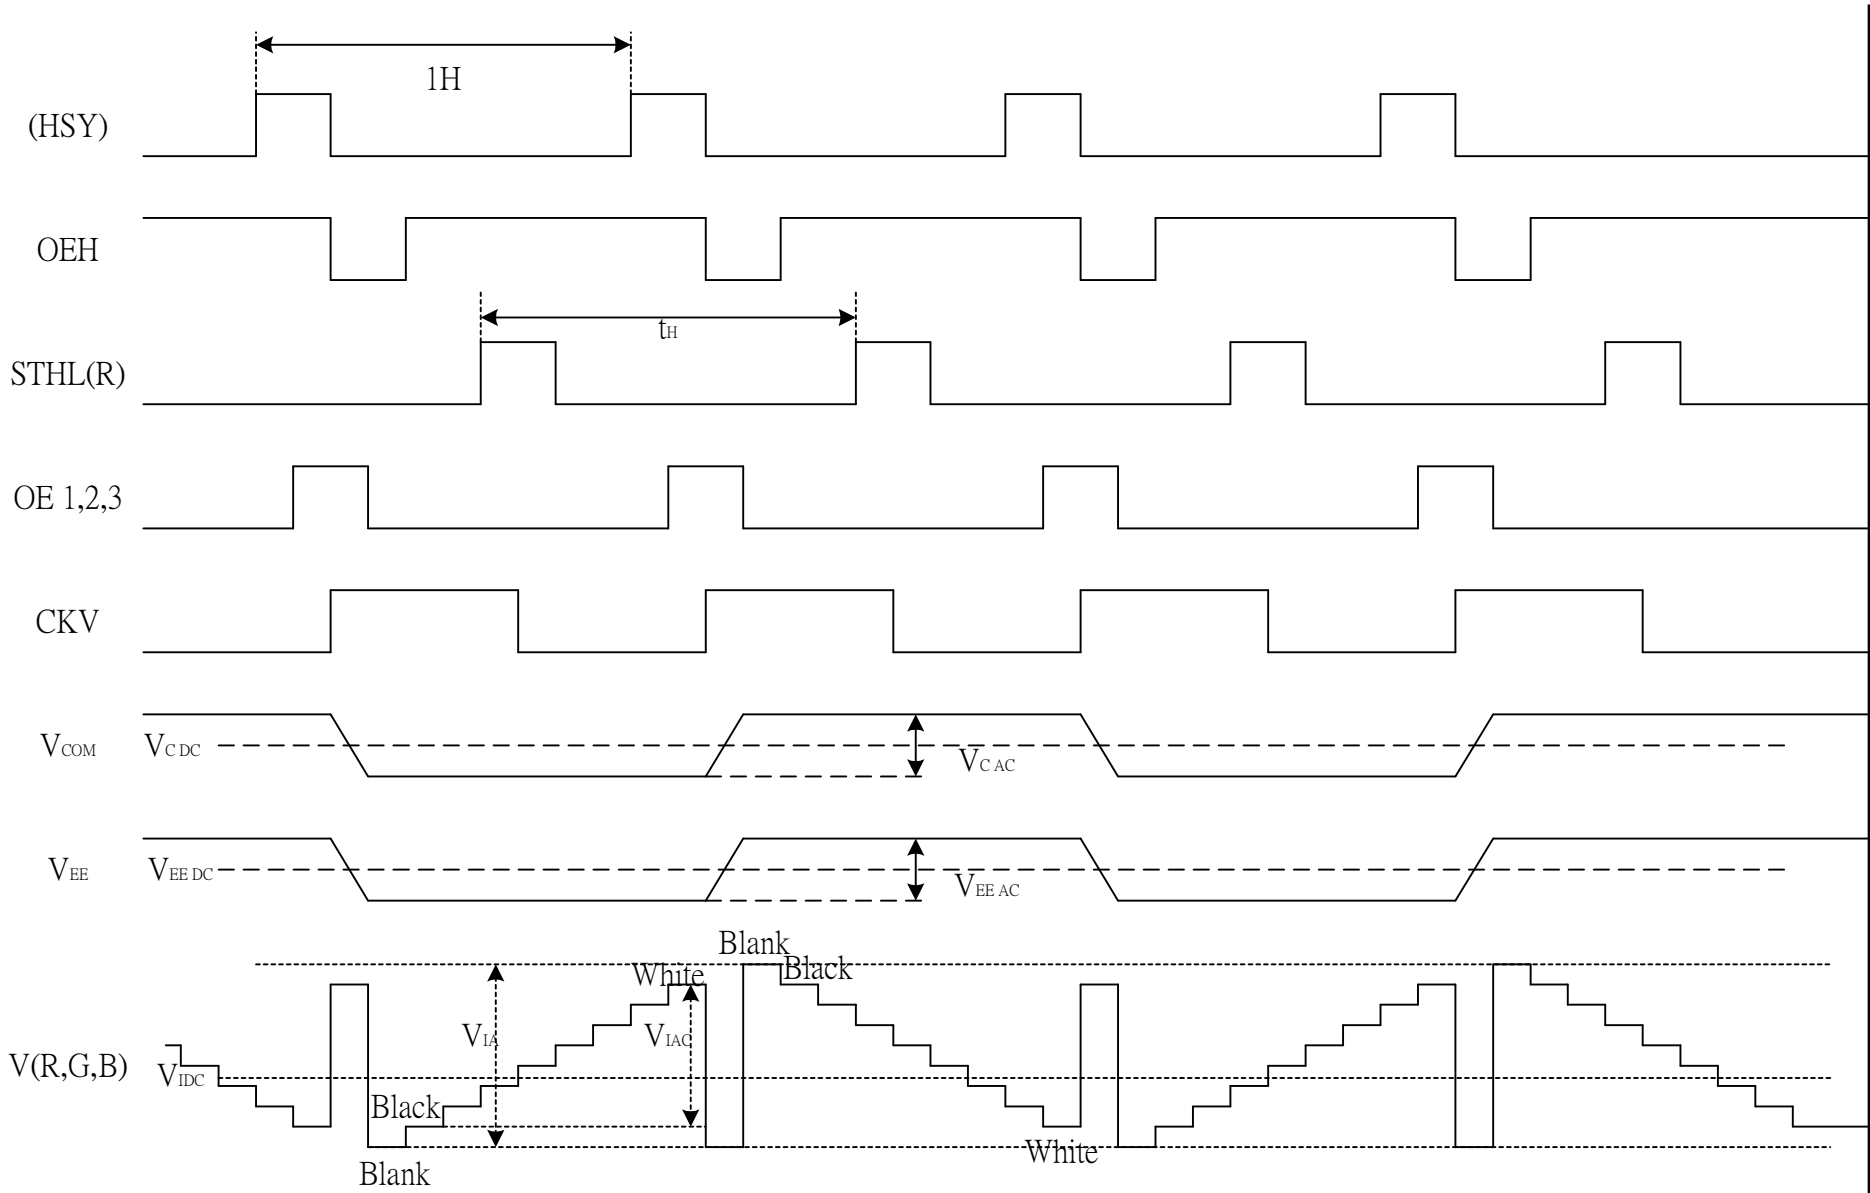 1H
(HSY)
OEH
tH
STHL(R)
OE 1,2,3
CKV
VCOM
VC DC
VC AC
VEE
VEE DC
VEE AC
Blank
White
Black
VIA
VIAC
V(R,G,B)
VIDC
Black
White
Blank